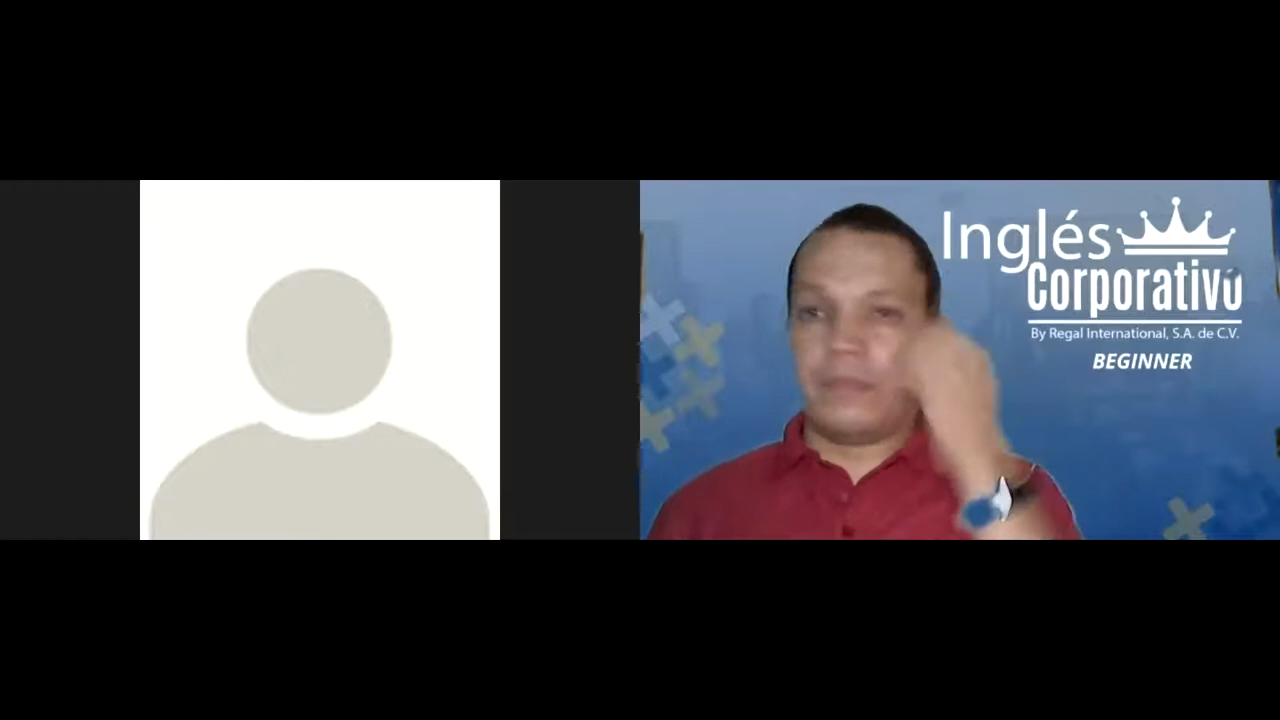 Inglés
Corporativo
By Regal International, S.A. de C.V.
BEGINNER